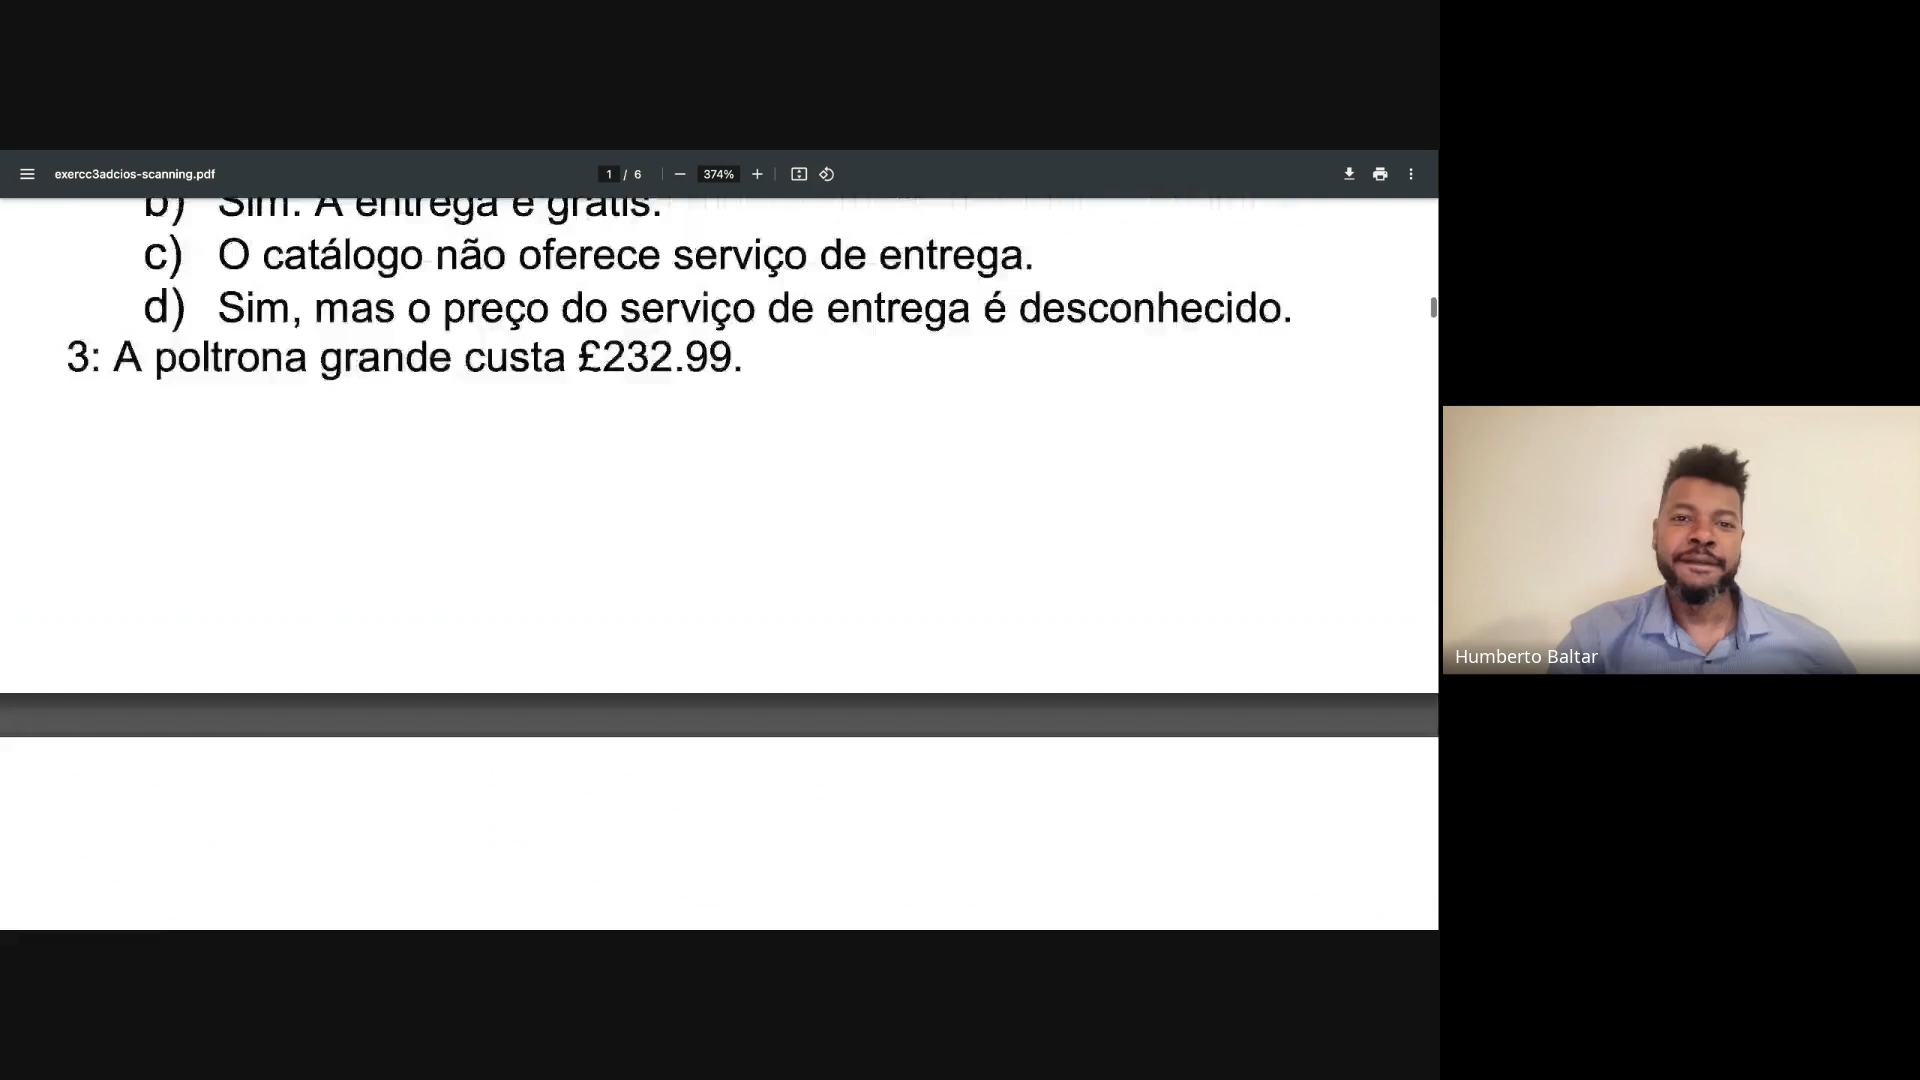 exercc3adcios-scanning.pdf
1 / 6
374%
b) Sim. A entrega é grátis.
c) O catálogo não oferece serviço de entrega.
d) Sim, mas o preço do serviço de entrega é desconhecido.
3: A poltrona grande custa £232.99.
Humberto Baltar